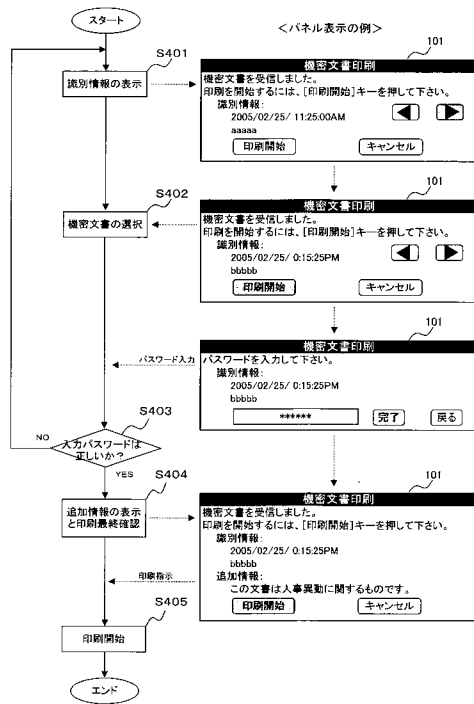 スタート
＜パネル表示の例＞
S401
識別情報の表示
101
機密文書印刷
機密文書を受信しました。
印刷を開始するには、[印刷開始]キーを押して下さい。
識別情報:
2005/02/25/ 11:25:00AM
aaaaa
印刷開始
キャンセル
S402
機密文書の選択
101
機密文書印刷
機密文書を受信しました。
印刷を開始するには、[印刷開始]キーを押して下さい。
識別情報:
2005/02/25/ 0:15:25PM
bbbbb
印刷開始
キャンセル
101
機密文書印刷
パスワード入力
パスワードを入力して下さい。
識別情報:
2005/02/25/ 0:15:25PM
bbbbb
******
完了
戻る
S403
NO
入力パスワードは
正しいか？
YES
S404
追加情報の表示
と印刷最終確認
101
機密文書印刷
機密文書を受信しました。
印刷を開始するには、[印刷開始]キーを押して下さい。
識別情報:
2005/02/25/ 0:15:25PM
bbbbb
追加情報:
この文書は人事異動に関するものです。
印刷開始
キャンセル
印刷指示
S405
印刷開始
エンド